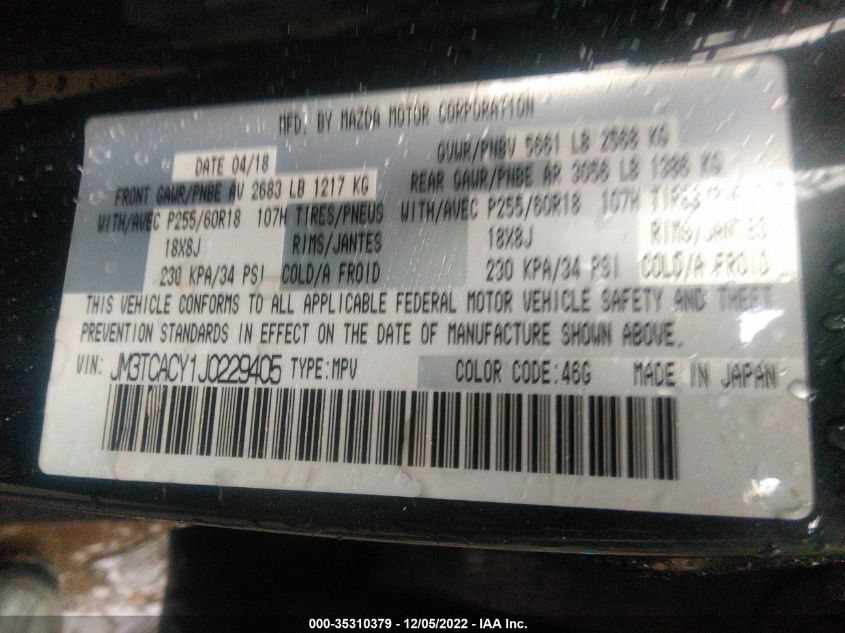 MFD. BY MAZDA MOTOR CORPORATION
DATE 04/18
GVWR/PNBV 5661 LB 2568 KG
FRONT GAWR/PNBE AV 2683 LB 1217 KG
REAR GAWR/PNBE AR 3056 LB 1386 KG
WITH/AVEC P255/60R18 107H TIRES/PNEUS
WITH/AVEC P255/60R18 107H
18X8J RIMS/JANTES
18X8J RIMS/JANTES
230 KPA/34 PSI COLD/A FROID
230 KPA/34 PSI COLD/A FROID
THIS VEHICLE CONFORMS TO ALL APPLICABLE FEDERAL MOTOR VEHICLE SAFETY AND THEFT
PREVENTION STANDARDS IN EFFECT ON THE DATE OF MANUFACTURE SHOWN ABOVE.
VIN: JM3TCACY1J0229405 TYPE:MPV COLOR CODE:46G MADE IN JAPAN
000-35310379 - 12/05/2022 - IAA Inc.